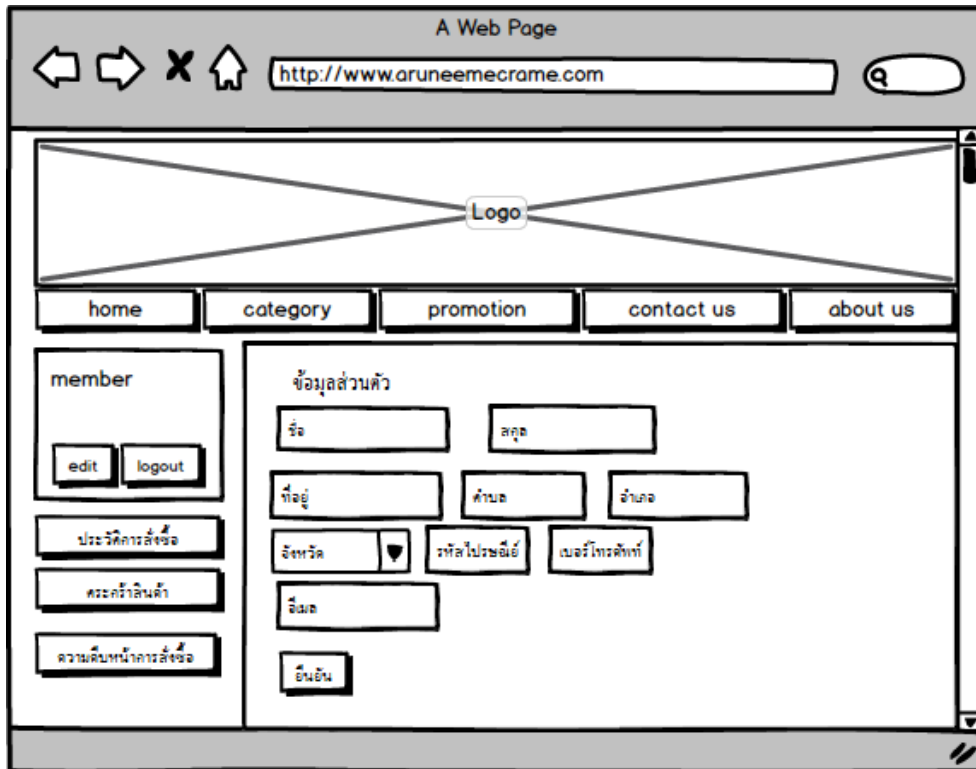 A Web Page
http://www.aruneemecrame.com
Logo
home category promotion contact us about us
member
edit logout
ประวัติการสั่งซื้อ
ตระกร้าสินค้า
ความคืบหน้าการสั่งซื้อ
ข้อมูลส่วนตัว
ชื่อ สกุล
ที่อยู่ ตำบล อำเภอ
จังหวัด รหัสไปรษณีย์ เบอร์โทรศัพท์
อีเมล
ยืนยัน